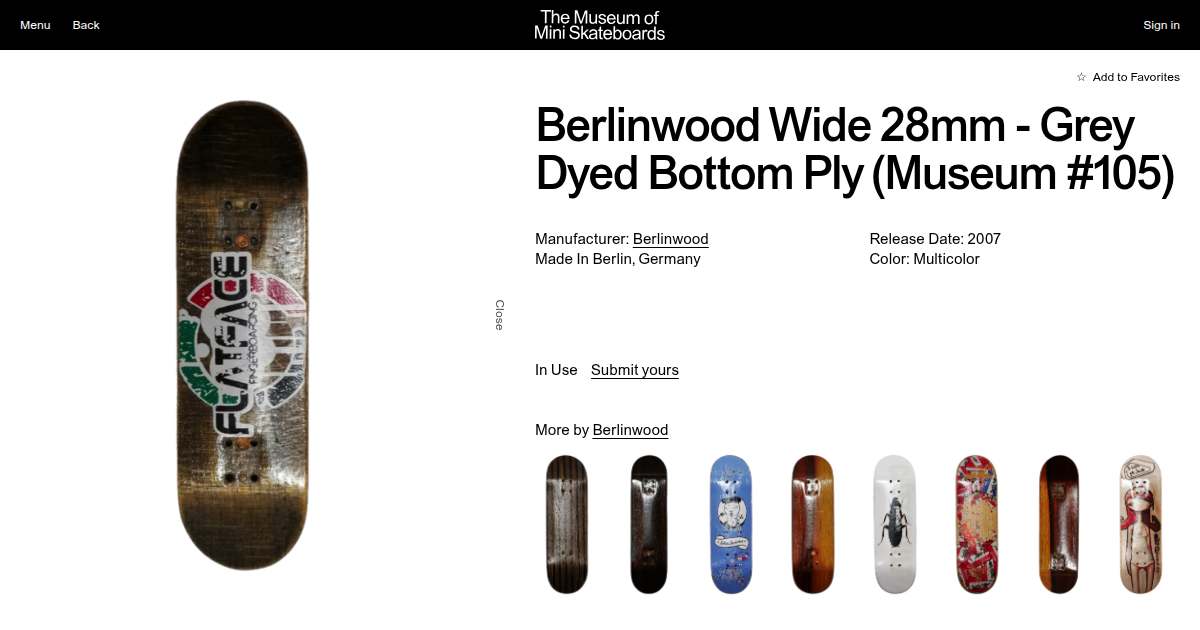 Menu
Back
The Museum of
Mini Skateboards
Sign in
☆ Add to Favorites
Berlinwood Wide 28mm - Grey
Dyed Bottom Ply (Museum #105)
Manufacturer: Berlinwood
Made In Berlin, Germany
Release Date: 2007
Color: Multicolor
FLATFACE
FINGERBOARDING
Close
In Use Submit yours
More by Berlinwood